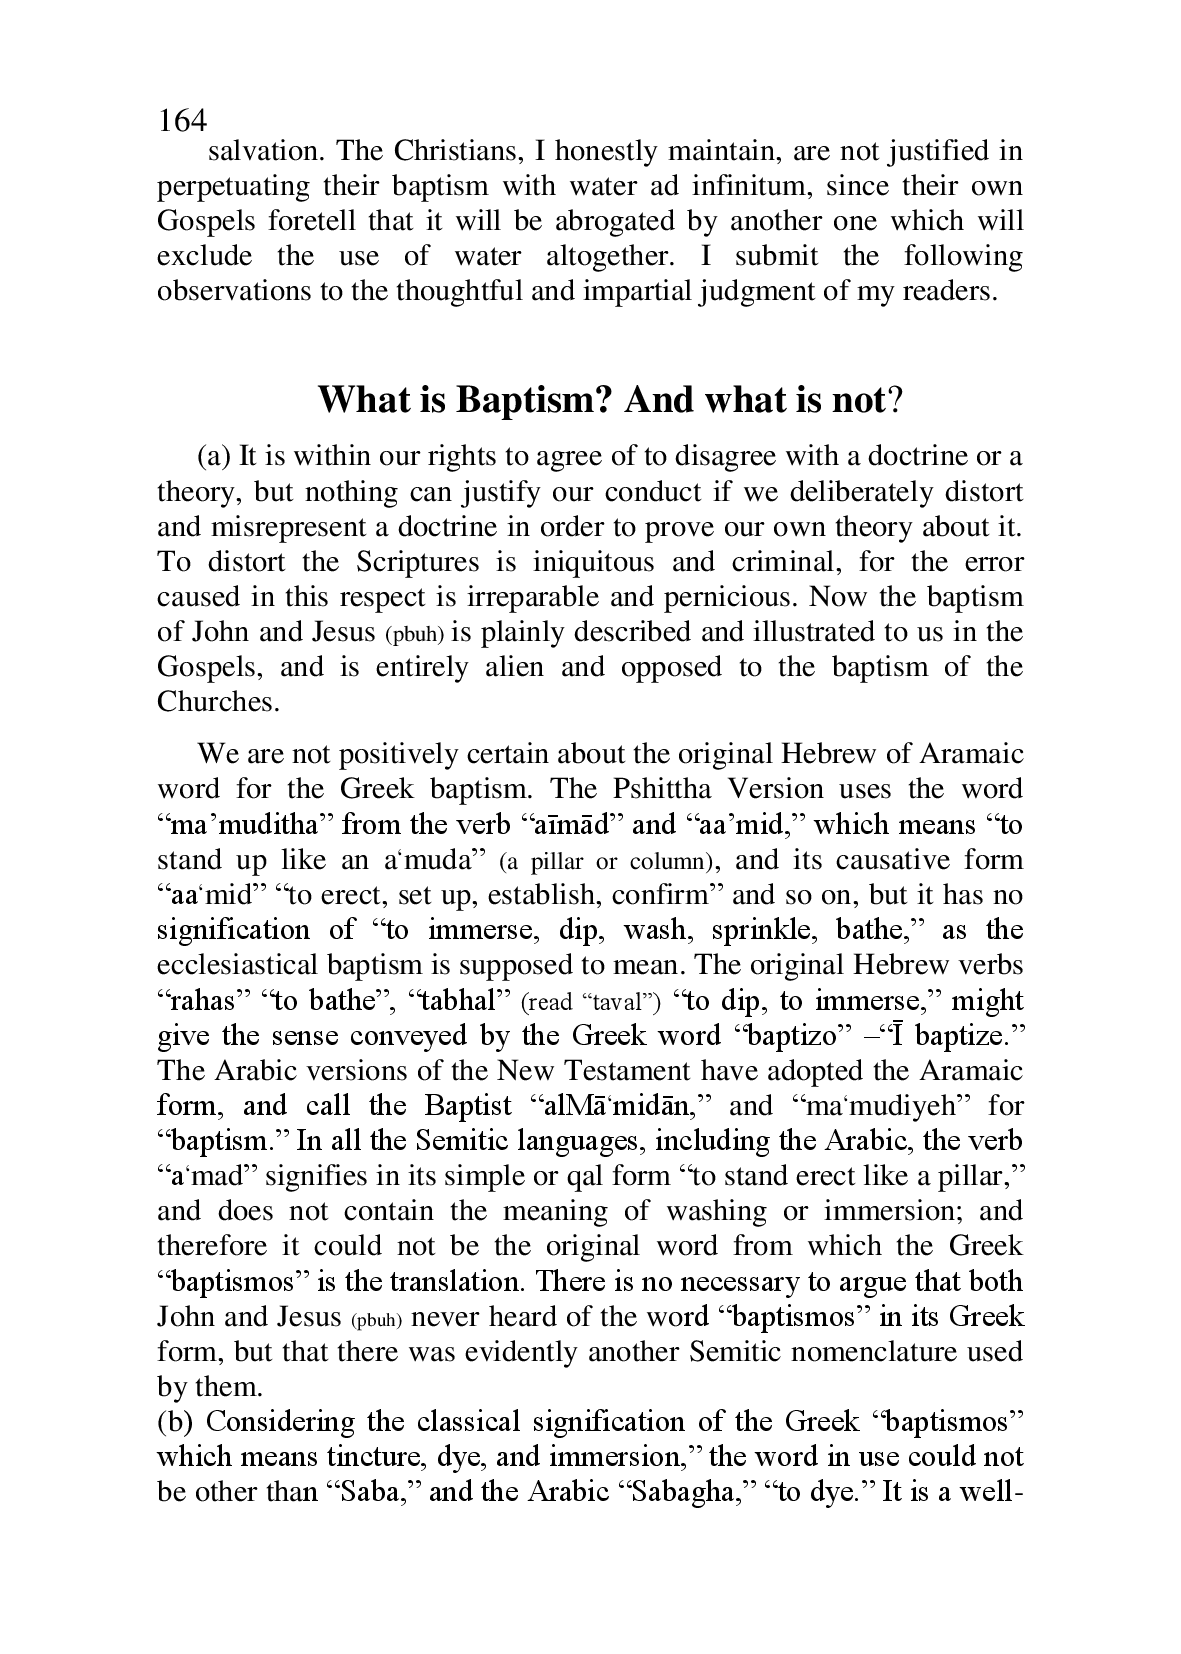 164
salvation. The Christians, I honestly maintain, are not justified in
perpetuating their baptism with water ad infinitum, since their own
Gospels foretell that it will be abrogated by another one which will
exclude the use of water altogether. I submit the following
observations to the thoughtful and impartial judgment of my readers.
What is Baptism? And what is not?
(a) It is within our rights to agree of to disagree with a doctrine or a
theory, but nothing can justify our conduct if we deliberately distort
and misrepresent a doctrine in order to prove our own theory about it.
To distort the Scriptures is iniquitous and criminal, for the error
caused in this respect is irreparable and pernicious. Now the baptism
of John and Jesus (pbuh) is plainly described and illustrated to us in the
Gospels, and is entirely alien and opposed to the baptism of the
Churches.
We are not positively certain about the original Hebrew of Aramaic
word for the Greek baptism. The Pshittha Version uses the word
“ma’muditha” from the verb “aīmād” and “aa’mid,” which means “to
stand up like an a‘muda” (a pillar or column), and its causative form
“aa‘mid” “to erect, set up, establish, confirm” and so on, but it has no
signification of “to immerse, dip, wash, sprinkle, bathe,” as the
ecclesiastical baptism is supposed to mean. The original Hebrew verbs
“rahas” “to bathe”, “tabhal” (read “taval”) “to dip, to immerse,” might
give the sense conveyed by the Greek word “baptizo” –“Ī baptize.”
The Arabic versions of the New Testament have adopted the Aramaic
form, and call the Baptist “alMā‘midān,” and “ma‘mudiyeh” for
“baptism.” In all the Semitic languages, including the Arabic, the verb
“a‘mad” signifies in its simple or qal form “to stand erect like a pillar,”
and does not contain the meaning of washing or immersion; and
therefore it could not be the original word from which the Greek
“baptismos” is the translation. There is no necessary to argue that both
John and Jesus (pbuh) never heard of the word “baptismos” in its Greek
form, but that there was evidently another Semitic nomenclature used
by them.
(b) Considering the classical signification of the Greek “baptismos”
which means tincture, dye, and immersion,” the word in use could not
be other than “Saba,” and the Arabic “Sabagha,” “to dye.” It is a well-